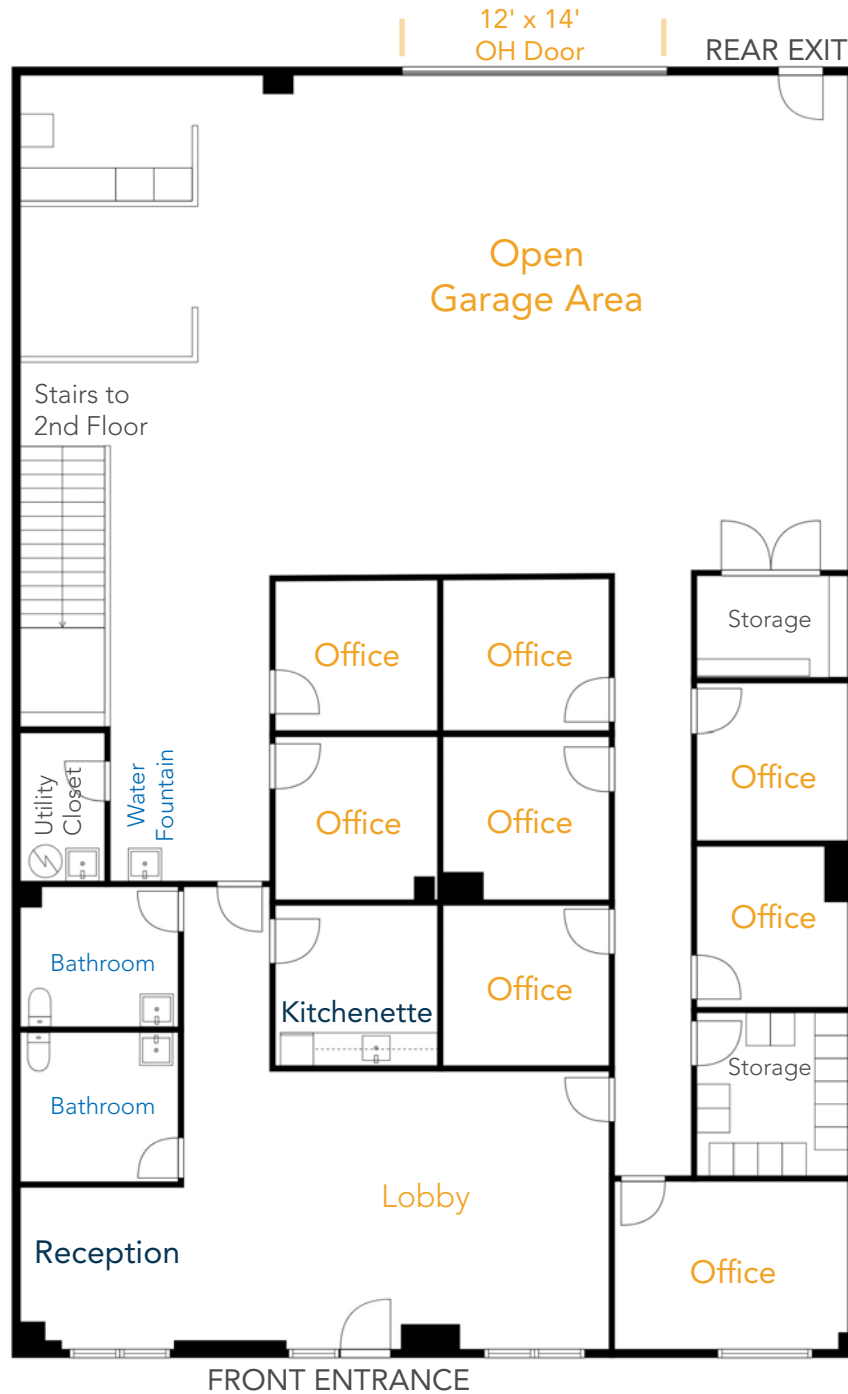 12' x 14'
OH Door
REAR EXIT
Open
Garage Area
Stairs to
2nd Floor
Storage
Office
Office
Office
Utility
Closet
Water
Fountain
Office
Office
Office
Bathroom
Office
Kitchenette
Storage
Bathroom
Lobby
Reception
Office
FRONT ENTRANCE